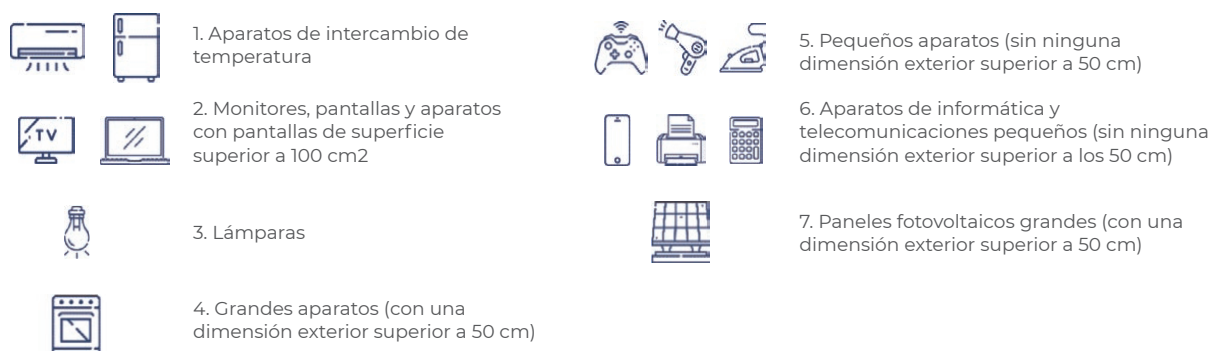 1. Aparatos de intercambio de
temperatura
TV
2. Monitores, pantallas y aparatos
con pantallas de superficie
superior a 100 cm2
3. Lámparas
4. Grandes aparatos (con una
dimensión exterior superior a 50 cm)
5. Pequeños aparatos (sin ninguna
dimensión exterior superior a 50 cm)
6. Aparatos de informática y
telecomunicaciones pequeños (sin ninguna
dimensión exterior superior a los 50 cm)
7. Paneles fotovoltaicos grandes (con una
dimensión exterior superior a 50 cm)